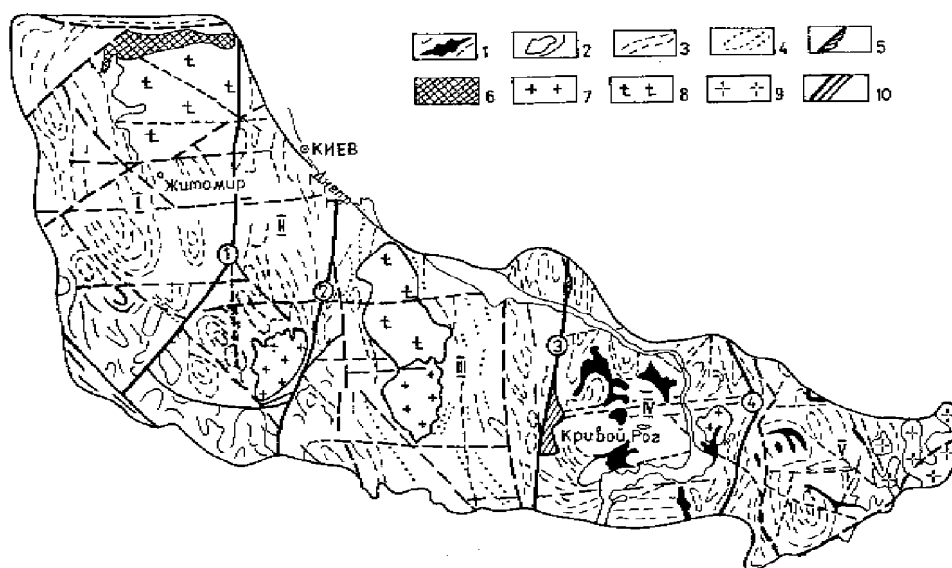 1 2 3 4 5
6 7 8 9 10
КИЕВ
Днепр
Житомир
I
II
1
2
3
III
IV
4
Кривой Рог
V